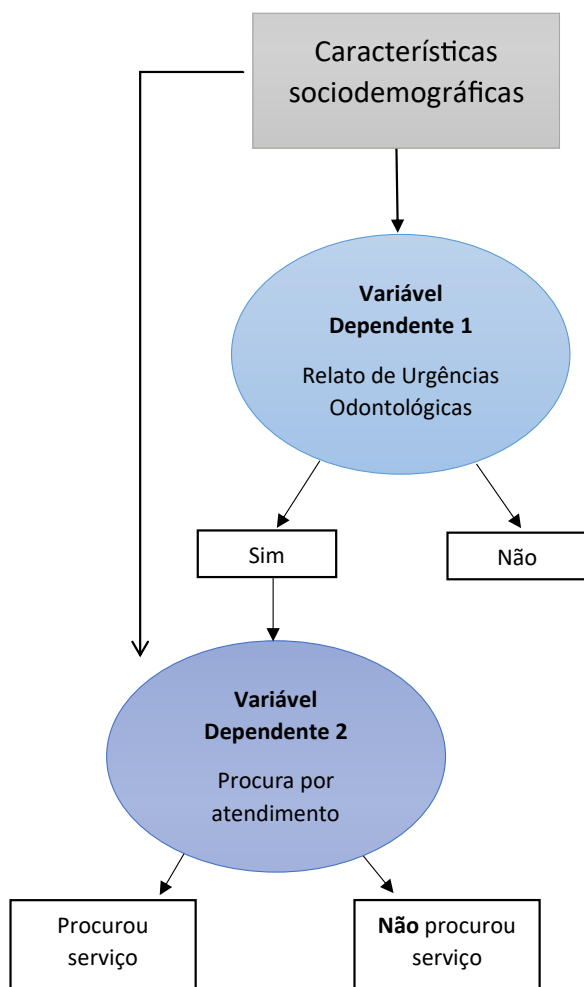 Características
sociodemográficas
Variável
Dependente 1
Relato de Urgências
Odontológicas
Sim
Não
Variável
Dependente 2
Procura por
atendimento
Procurou
serviço
Não procurou
serviço